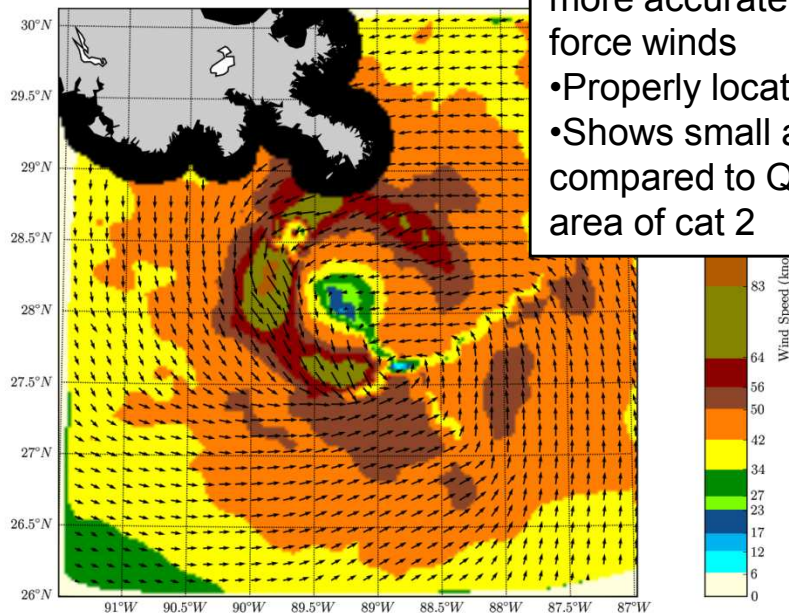 more accurate
force winds
•Properly locat
•Shows small a
compared to Q
area of cat 2
30°N
29.5°N
29°N
28.5°N
28°N
27.5°N
27°N
26.5°N
26°N
91°W 90.5°W 90°W 89.5°W 89°W 88.5°W 88°W 87.5°W 87°W
83
64
56
50
42
34
27
23
17
12
6
0
Wind Speed (kno